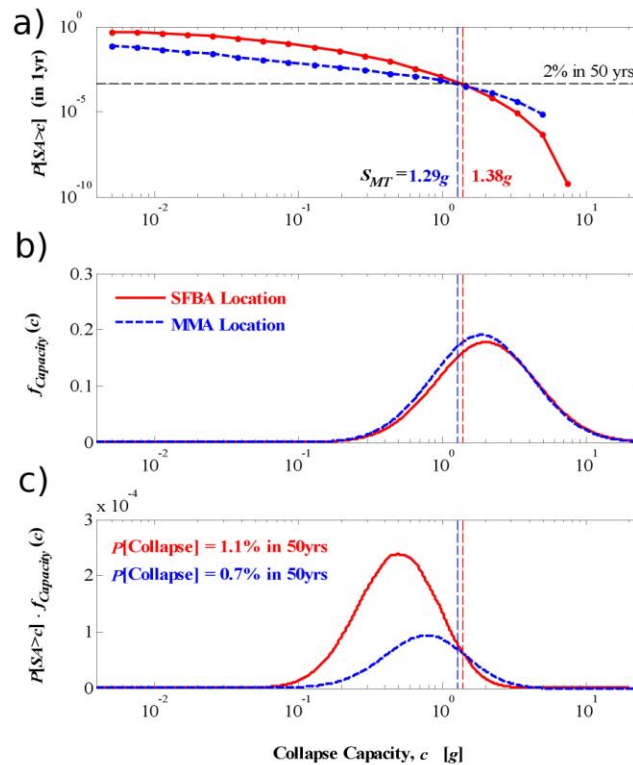 a)
P[SA>c] (in 1yr)
10^0
10^-5
10^-10
2% in 50 yrs
S_MT = 1.29g 1.38g
10^-2 10^-1 10^0 10^1
b)
f_Capacity(c)
0.3
0.2
0.1
0
SFBA Location
MMA Location
10^-2 10^-1 10^0 10^1
c)
x 10^-4
P[SA>c] · f_Capacity(c)
3
2
1
0
P[Collapse] = 1.1% in 50yrs
P[Collapse] = 0.7% in 50yrs
10^-2 10^-1 10^0 10^1
Collapse Capacity, c [g]